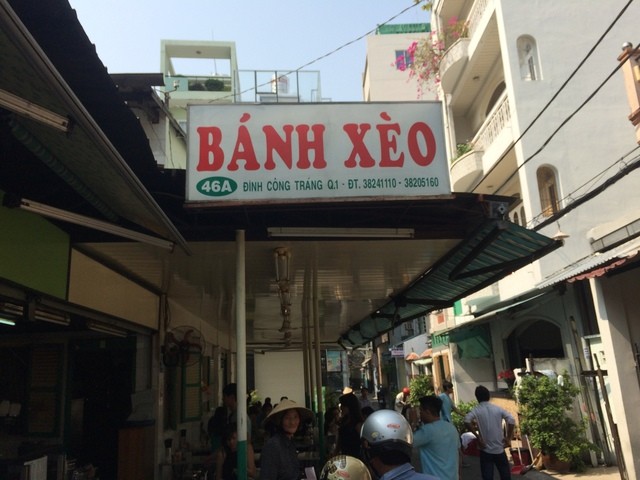 BÁNH XÈO
46A ĐINH CÔNG TRÁNG Q.1 - ĐT. 38241110 - 38205160